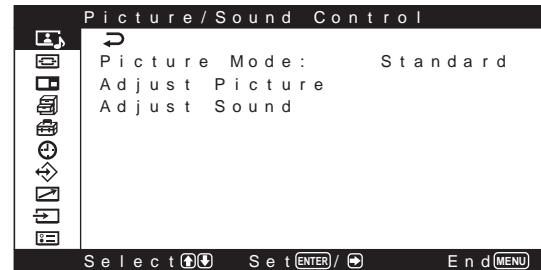 Picture/Sound Control
Picture Mode: Standard
Adjust Picture
Adjust Sound
Select Set ENTER / End MENU